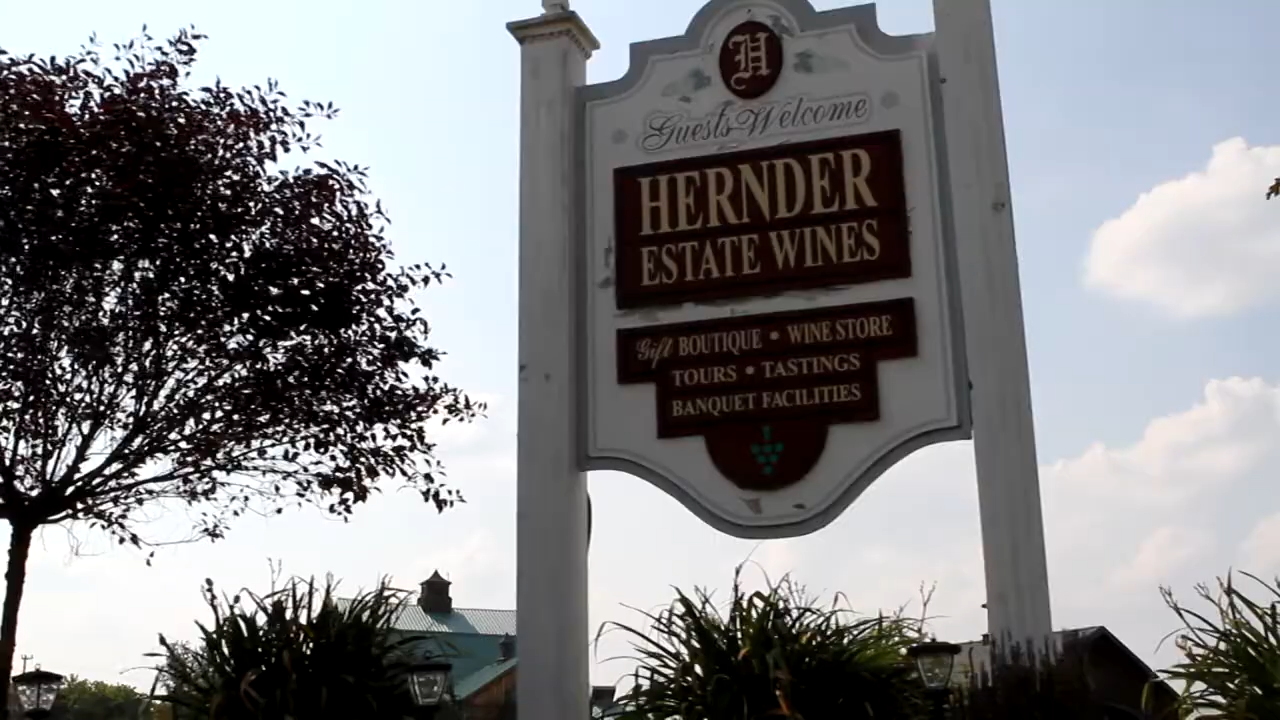 H
Guests Welcome
HERNDER
ESTATE WINES
Gift BOUTIQUE • WINE STORE
TOURS • TASTINGS
BANQUET FACILITIES